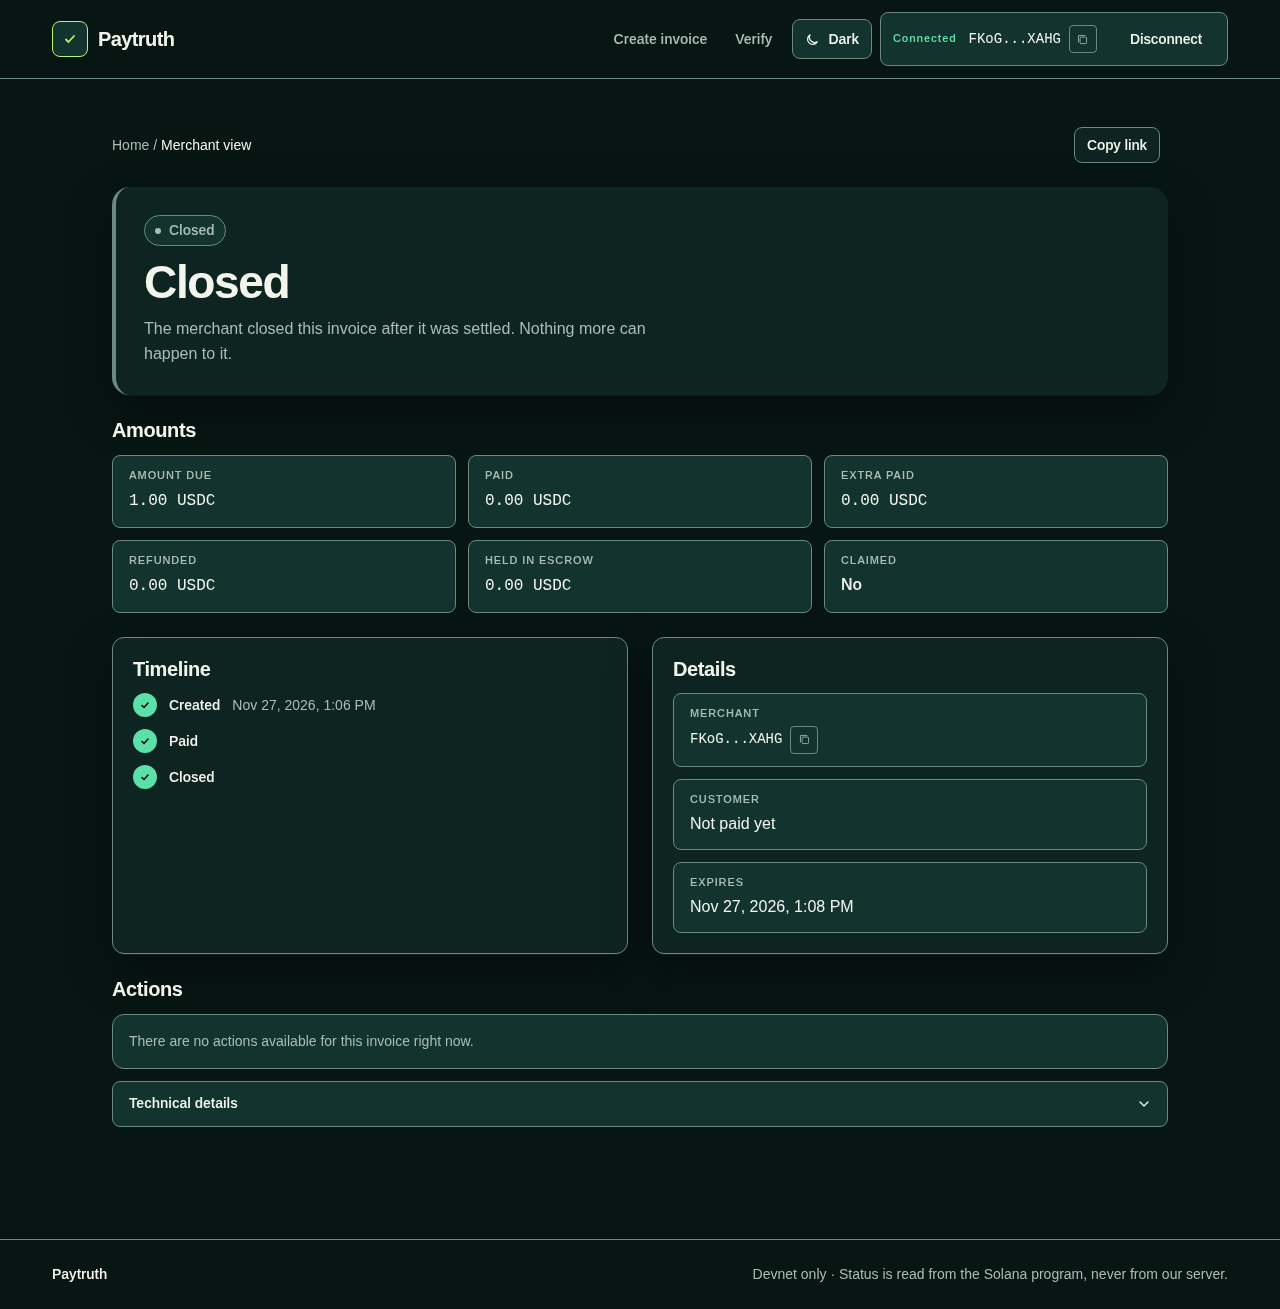 Paytruth
Create invoice
Verify
Dark
Connected FKoG...XAHG
Disconnect
Home / Merchant view
Copy link
Closed
Closed
The merchant closed this invoice after it was settled. Nothing more can
happen to it.
Amounts
AMOUNT DUE
1.00 USDC
PAID
0.00 USDC
EXTRA PAID
0.00 USDC
REFUNDED
0.00 USDC
HELD IN ESCROW
0.00 USDC
CLAIMED
No
Timeline
Created Nov 27, 2026, 1:06 PM
Paid
Closed
Details
MERCHANT
FKoG...XAHG
CUSTOMER
Not paid yet
EXPIRES
Nov 27, 2026, 1:08 PM
Actions
There are no actions available for this invoice right now.
Technical details
Paytruth
Devnet only · Status is read from the Solana program, never from our server.